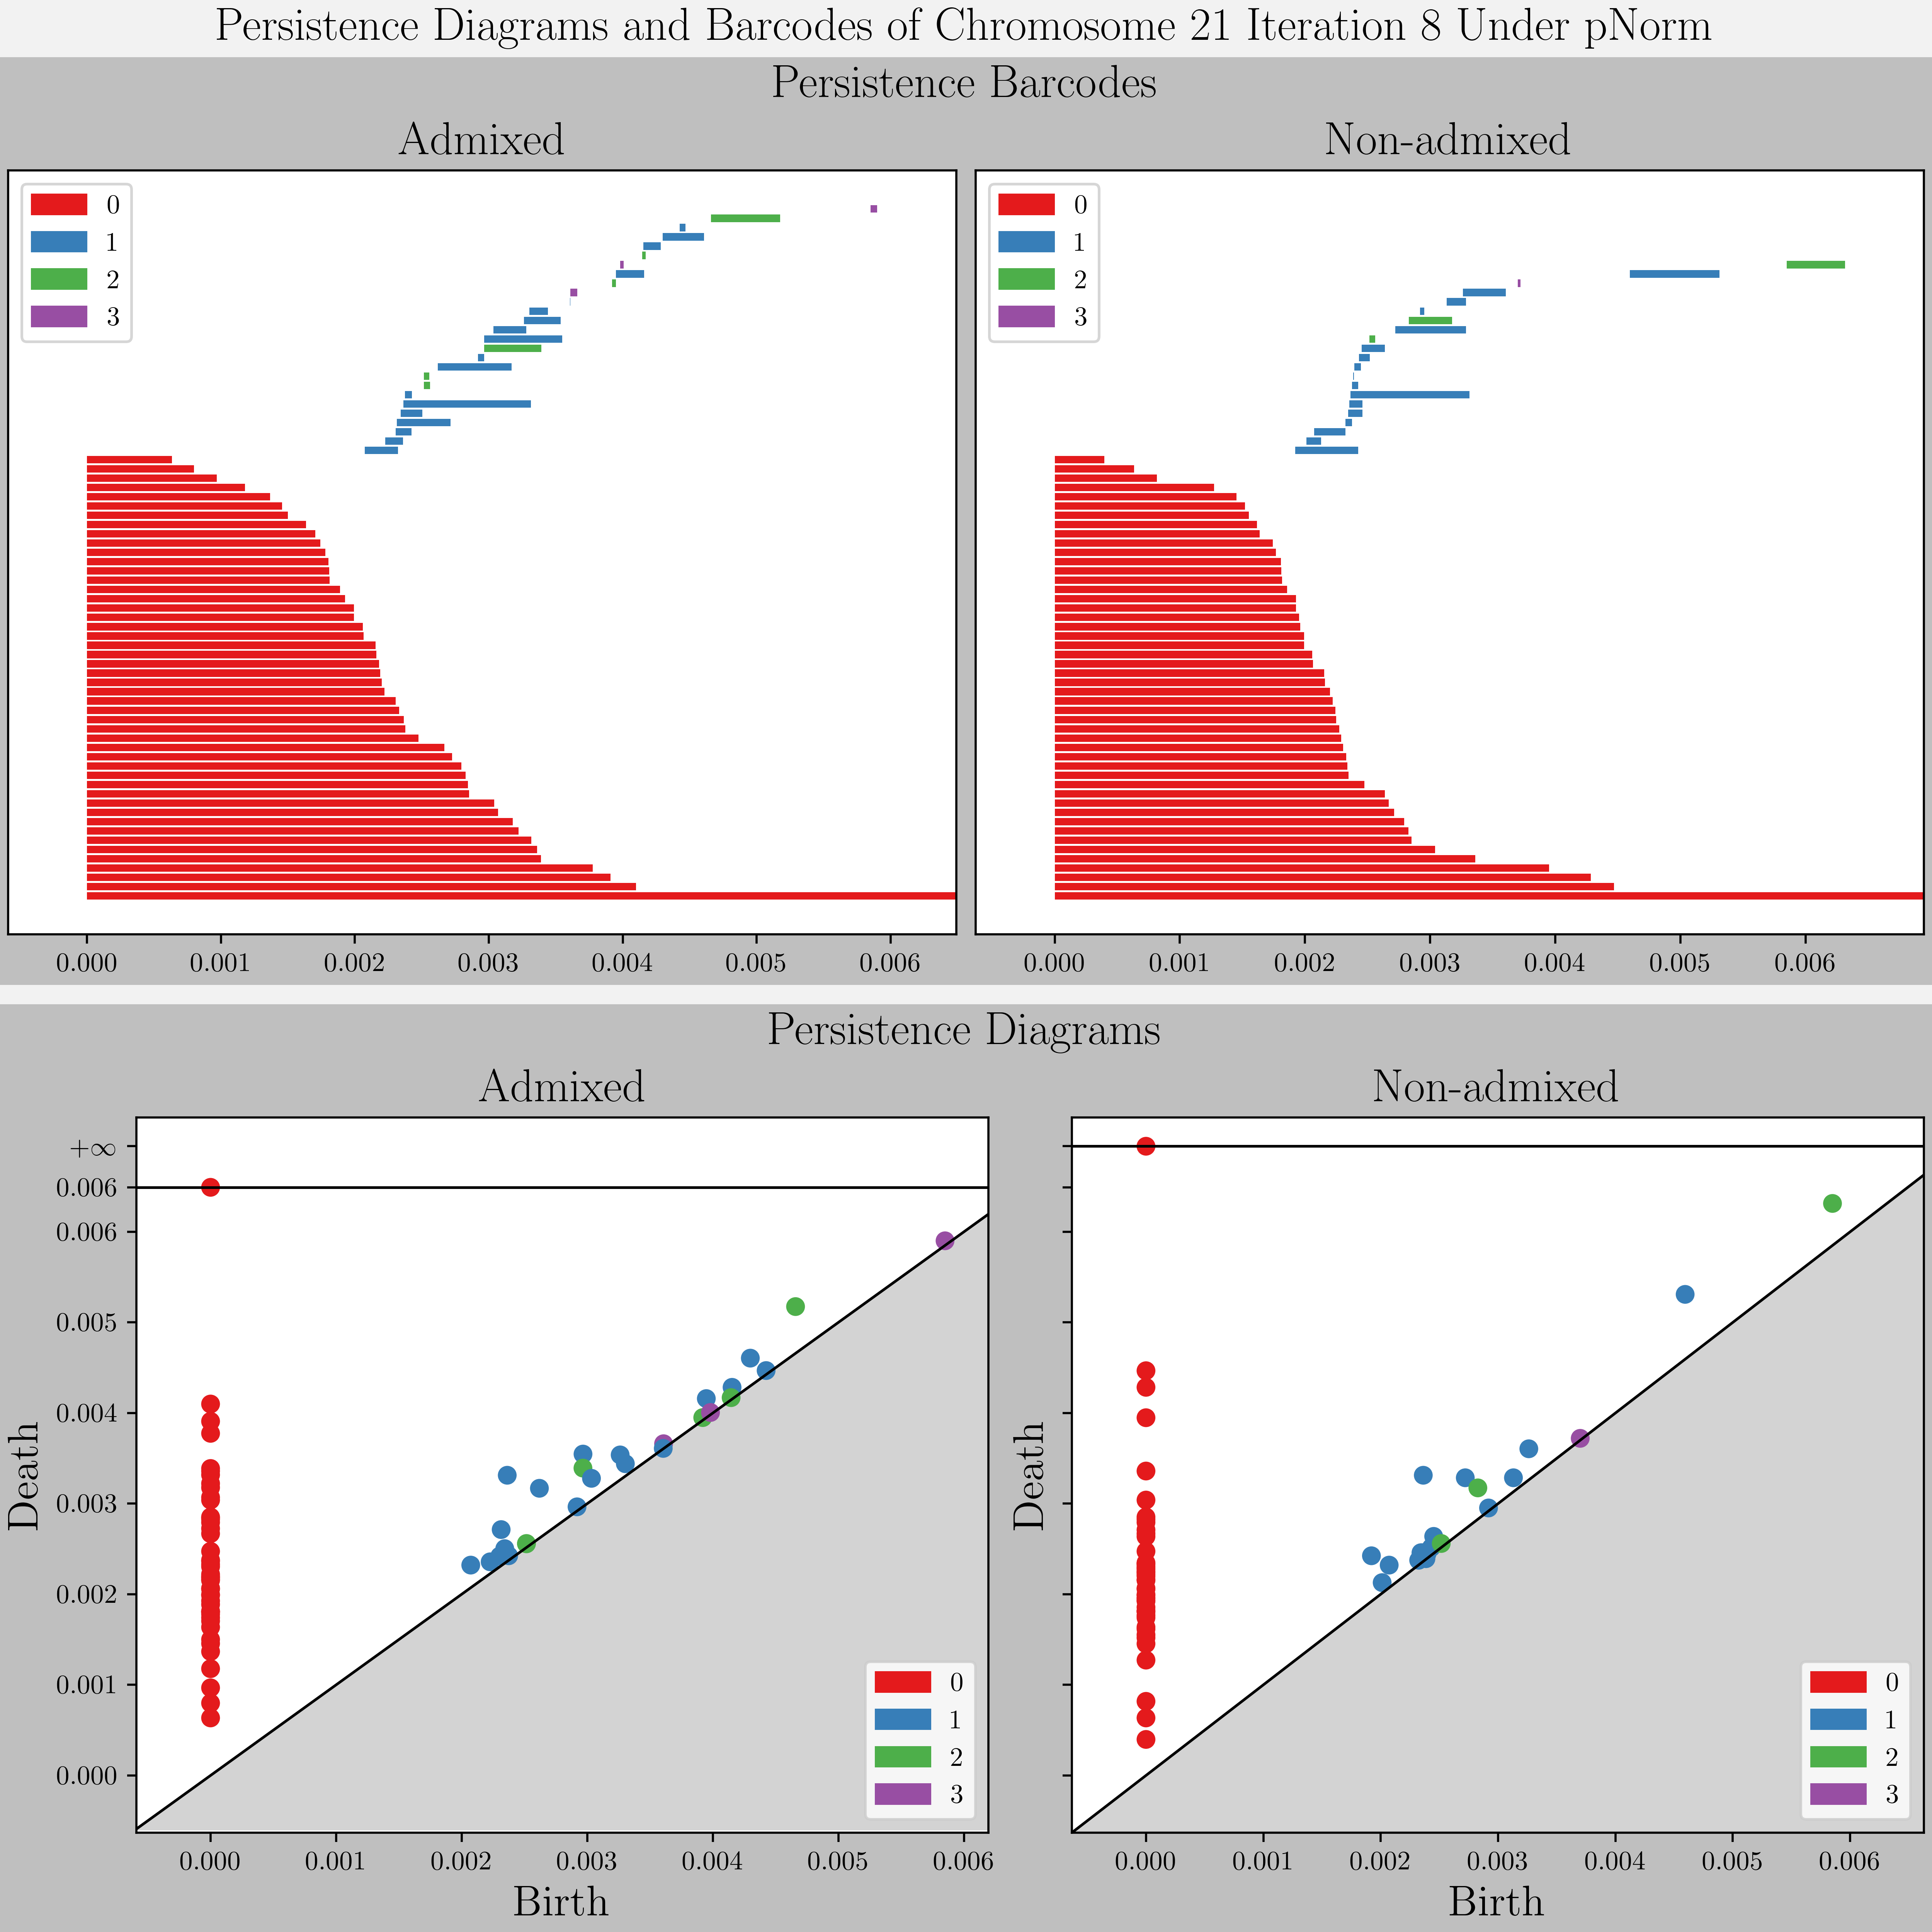 Persistence Diagrams and Barcodes of Chromosome 21 Iteration 8 Under pNorm
Persistence Barcodes
Admixed
0
1
2
3
0.000 0.001 0.002 0.003 0.004 0.005 0.006
Non-admixed
0
1
2
3
0.000 0.001 0.002 0.003 0.004 0.005 0.006
Persistence Diagrams
Admixed
Death
+∞
0.006
0.006
0.005
0.004
0.003
0.002
0.001
0.000
0
1
2
3
0.000 0.001 0.002 0.003 0.004 0.005 0.006
Birth
Non-admixed
Death
0
1
2
3
0.000 0.001 0.002 0.003 0.004 0.005 0.006
Birth